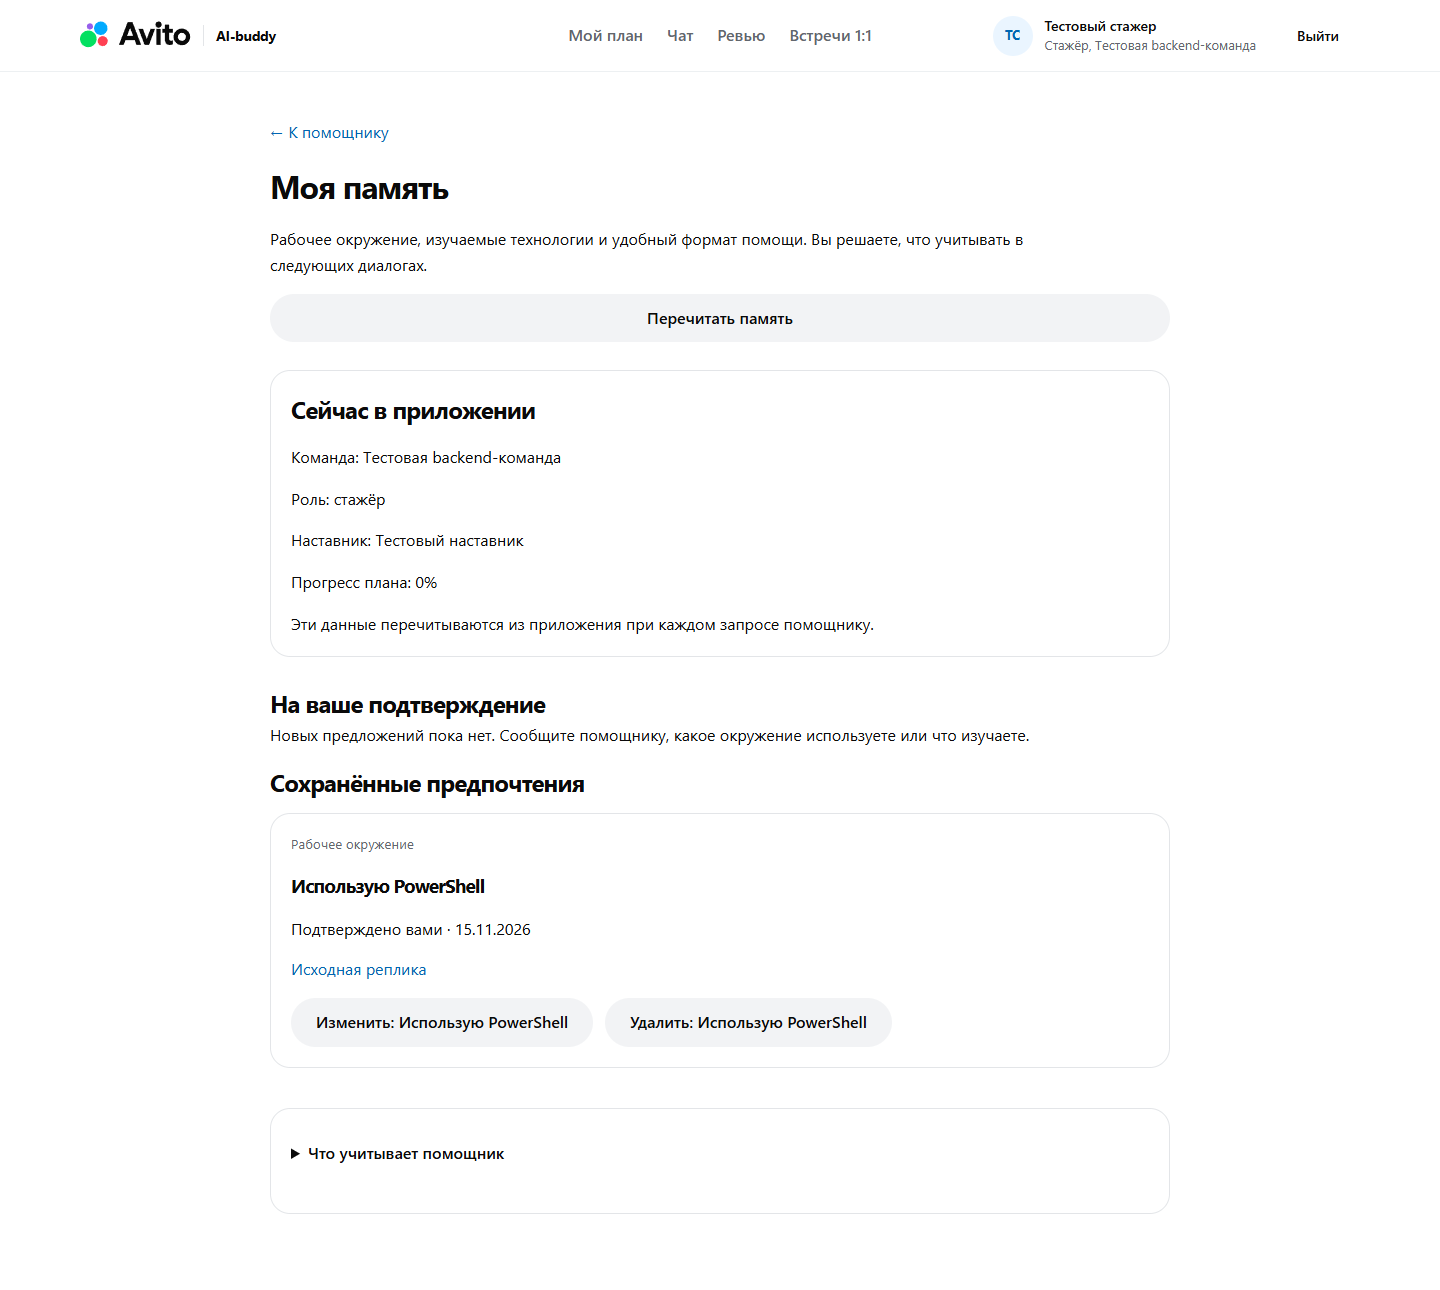 Avito
AI-buddy
Мой план
Чат
Ревью
Встречи 1:1
ТС
Тестовый стажер
Стажёр, Тестовая backend-команда
Выйти
← К помощнику
Моя память
Рабочее окружение, изучаемые технологии и удобный формат помощи. Вы решаете, что учитывать в
следующих диалогах.
Перечитать память
Сейчас в приложении
Команда: Тестовая backend-команда
Роль: стажёр
Наставник: Тестовый наставник
Прогресс плана: 0%
Эти данные перечитываются из приложения при каждом запросе помощнику.
На ваше подтверждение
Новых предложений пока нет. Сообщите помощнику, какое окружение используете или что изучаете.
Сохранённые предпочтения
Рабочее окружение
Использую PowerShell
Подтверждено вами · 15.11.2026
Исходная реплика
Изменить: Использую PowerShell
Удалить: Использую PowerShell
Что учитывает помощник